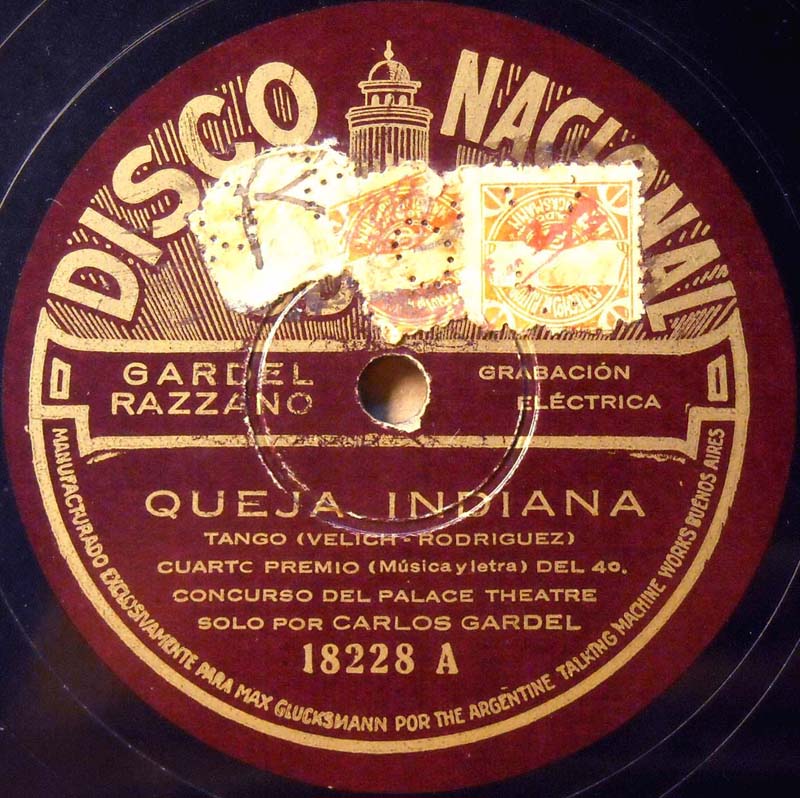 DISCO NACIONAL
K
GARDEL
RAZZANO
GRABACIÓN
ELÉCTRICA
QUEJA INDIANA
TANGO (VELICH - RODRIGUEZ)
CUARTO PREMIO (Música y letra) DEL 4o.
CONCURSO DEL PALACE THEATRE
SOLO POR CARLOS GARDEL
18228 A
MANUFACTURADO EXCLUSIVAMENTE PARA MAX GLUCKSMANN POR THE ARGENTINE TALKING MACHINE WORKS BUENOS AIRES